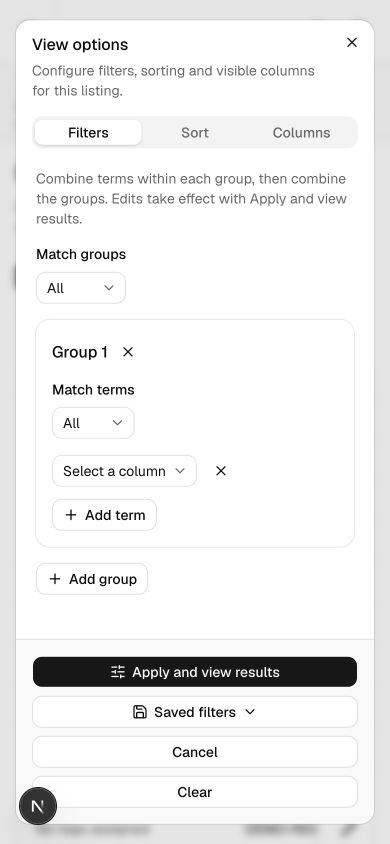 View options
Configure filters, sorting and visible columns
for this listing.
Filters Sort Columns
Combine terms within each group, then combine
the groups. Edits take effect with Apply and view
results.
Match groups
All
Group 1
Match terms
All
Select a column
Add term
Add group
Apply and view results
Saved filters
Cancel
Clear
N